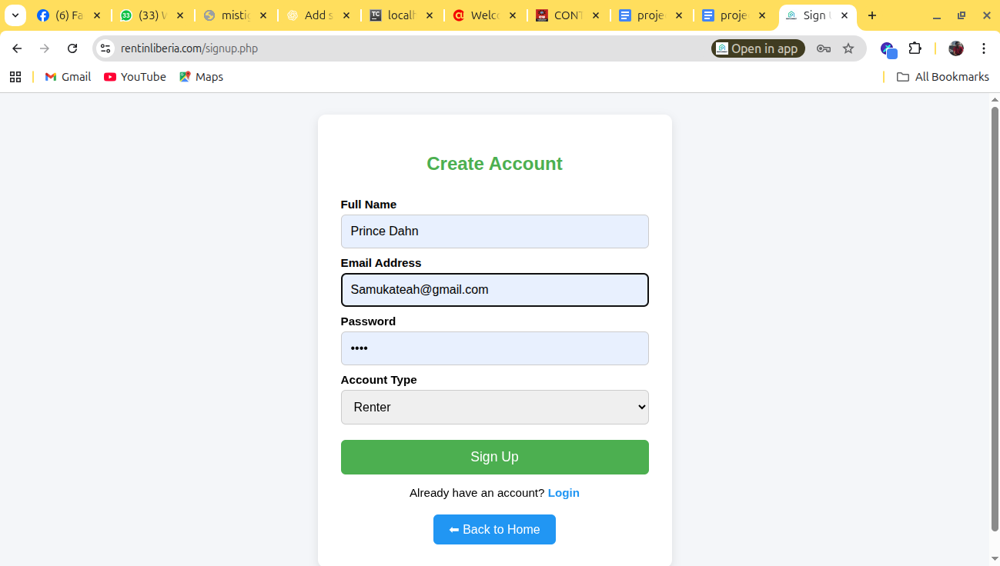 (6) Fa
(33) W
misti
Add s
localh
Welc
CONT
proje
proje
Sign U
rentinliberia.com/signup.php
Open in app
Gmail
YouTube
Maps
All Bookmarks
Create Account
Full Name
Prince Dahn
Email Address
Samukateah@gmail.com
Password
••••
Account Type
Renter
Sign Up
Already have an account? Login
⬅ Back to Home